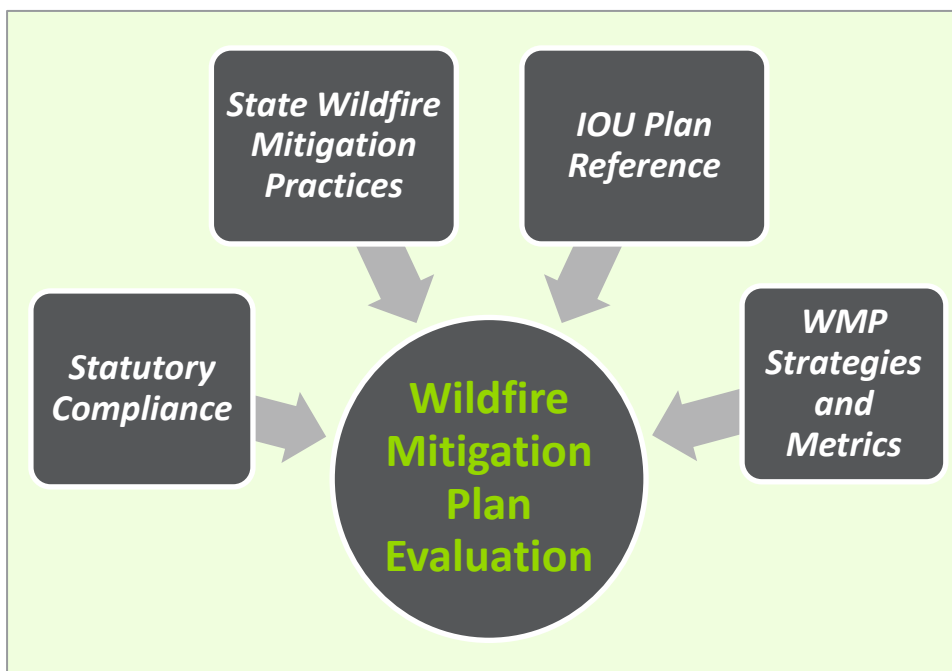 State Wildfire
Mitigation
Practices
IOU Plan
Reference
Statutory
Compliance
WMP
Strategies
and
Metrics
Wildfire
Mitigation
Plan
Evaluation